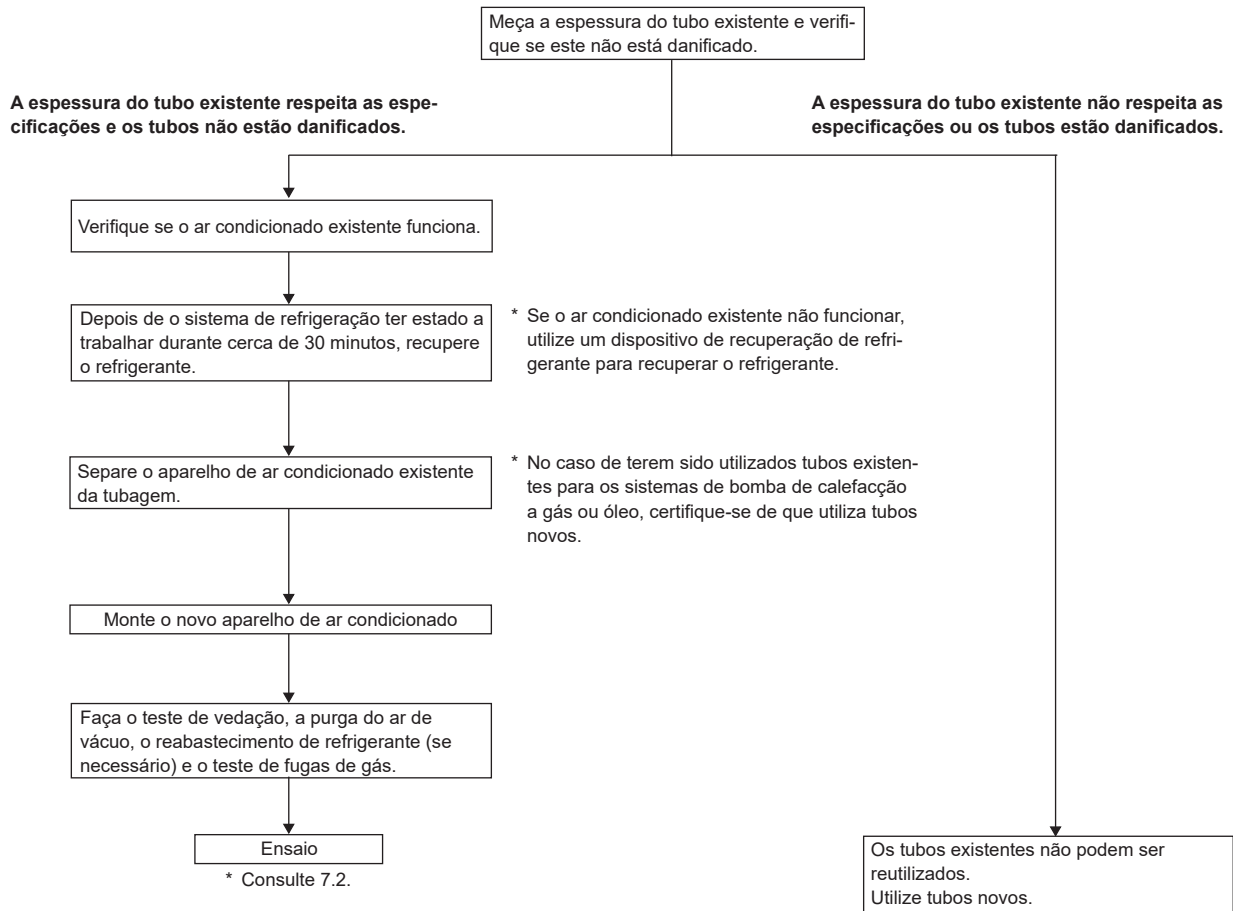 Meça a espessura do tubo existente e verifi-
que se este não está danificado.
A espessura do tubo existente respeita as espe-
cificações e os tubos não estão danificados.
A espessura do tubo existente não respeita as
especificações ou os tubos estão danificados.
Verifique se o ar condicionado existente funciona.
Depois de o sistema de refrigeração ter estado a
trabalhar durante cerca de 30 minutos, recupere
o refrigerante.
* Se o ar condicionado existente não funcionar,
utilize um dispositivo de recuperação de refri-
gerante para recuperar o refrigerante.
Separe o aparelho de ar condicionado existente
da tubagem.
* No caso de terem sido utilizados tubos existen-
tes para os sistemas de bomba de calefacção
a gás ou óleo, certifique-se de que utiliza tubos
novos.
Monte o novo aparelho de ar condicionado
Faça o teste de vedação, a purga do ar de
vácuo, o reabastecimento de refrigerante (se
necessário) e o teste de fugas de gás.
Ensaio
* Consulte 7.2.
Os tubos existentes não podem ser
reutilizados.
Utilize tubos novos.